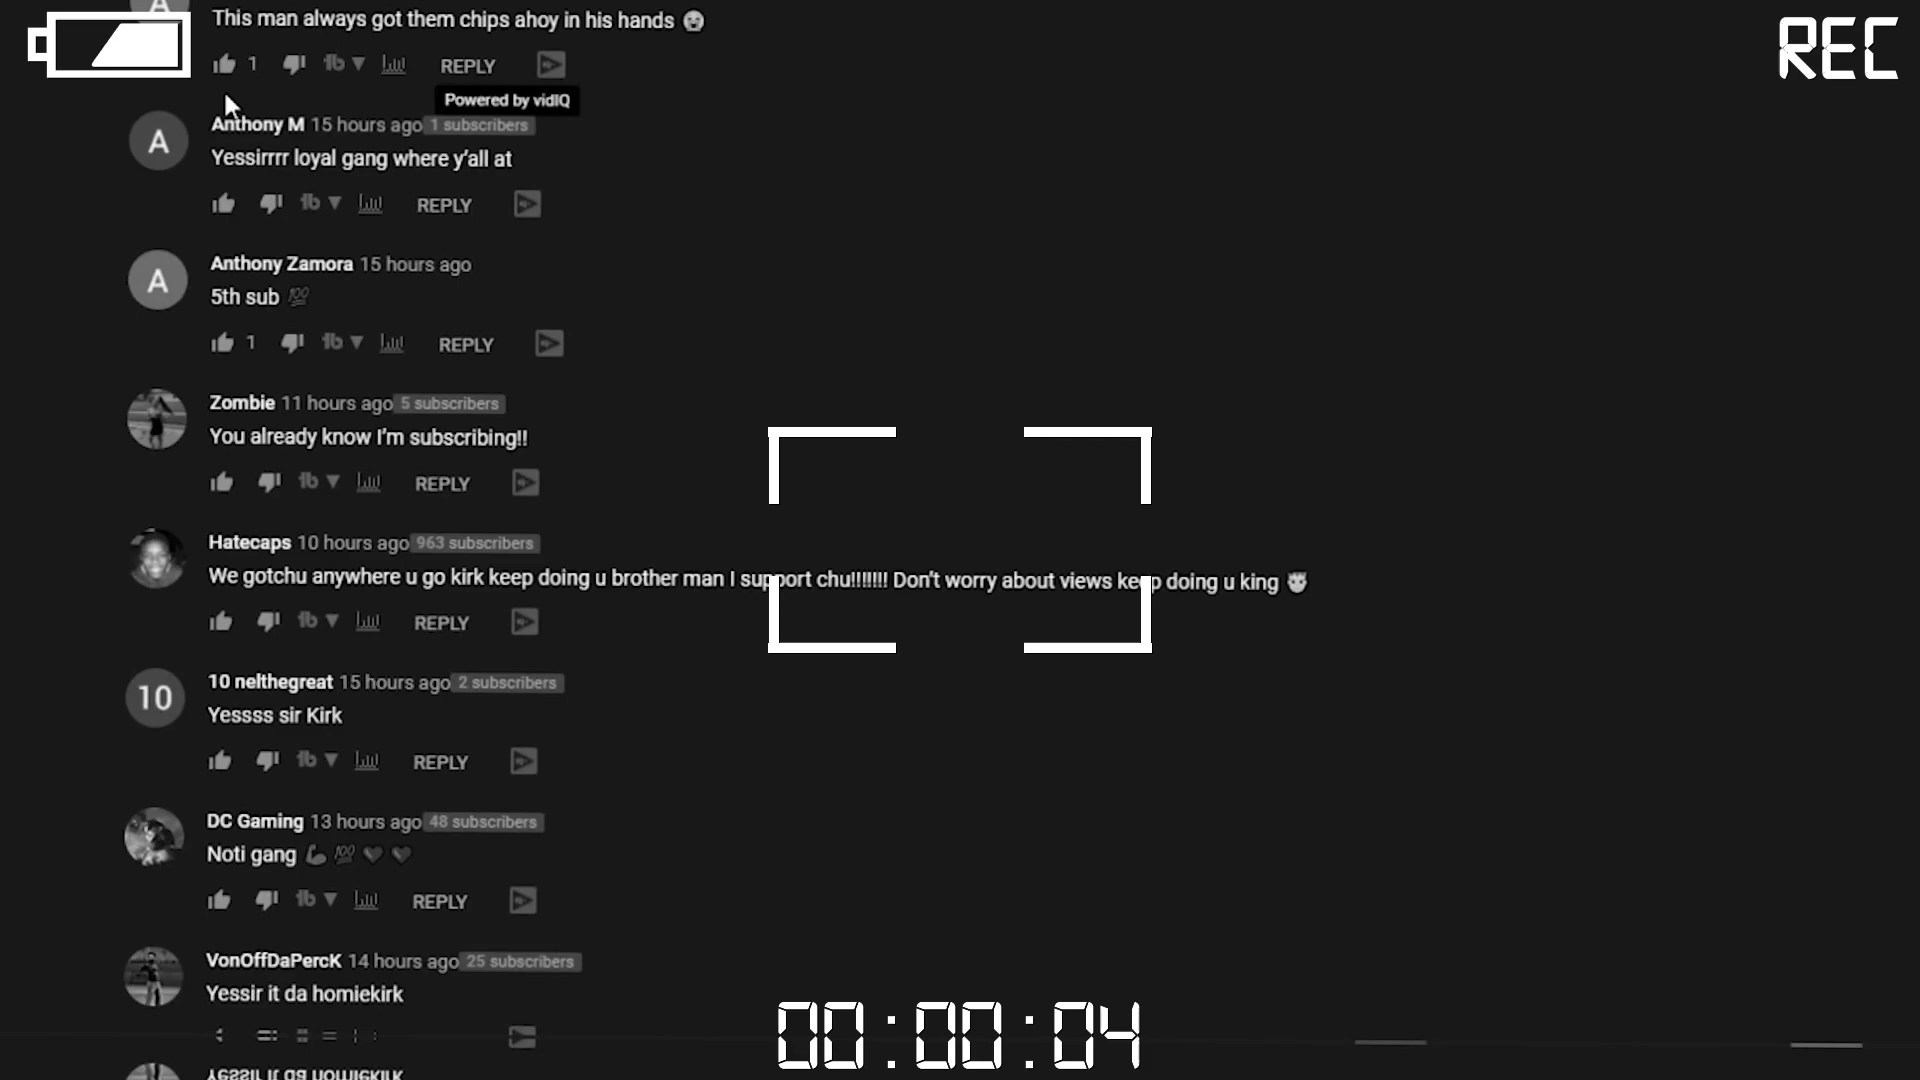 This man always got them chips ahoy in his hands
REC
1 REPLY
Powered by vidIQ
A Anthony M 15 hours ago 1 subscribers
Yessirrrr loyal gang where y'all at
REPLY
A Anthony Zamora 15 hours ago
5th sub 💯
1 REPLY
Zombie 11 hours ago 5 subscribers
You already know I'm subscribing!!
REPLY
Hatecaps 10 hours ago 963 subscribers
We gotchu anywhere u go kirk keep doing u brother man I support chu!!!!!!! Don't worry about views keep doing u king
REPLY
10 10 nelthegreat 15 hours ago 2 subscribers
Yessss sir Kirk
REPLY
DC Gaming 13 hours ago 48 subscribers
Noti gang 💯
REPLY
VonOffDaPercK 14 hours ago 25 subscribers
Yessir it da homiekirk
00:00:04